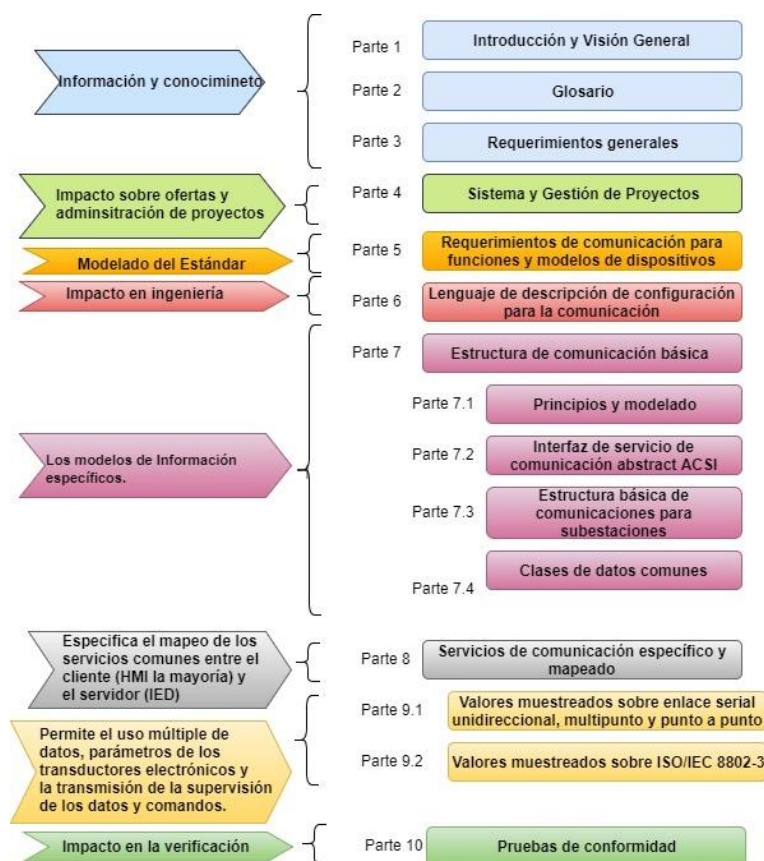 Información y conocimineto
Parte 1
Introducción y Visión General
Parte 2
Glosario
Parte 3
Requerimientos generales
Impacto sobre ofertas y
adminsitración de proyectos
Parte 4
Sistema y Gestión de Proyectos
Modelado del Estándar
Parte 5
Requerimientos de comunicación para
funciones y modelos de dispositivos
Impacto en ingeniería
Parte 6
Lenguaje de descripción de configuración
para la comunicación
Los modelos de Información
específicos.
Parte 7
Estructura de comunicación básica
Parte 7.1
Principios y modelado
Parte 7.2
Interfaz de servicio de
comunicación abstract ACSI
Parte 7.3
Estructura básica de
comunicaciones para
subestaciones
Parte 7.4
Clases de datos comunes
Especifica el mapeo de los
servicios comunes entre el
cliente (HMI la mayoría) y
el servidor (IED)
Parte 8
Servicios de comunicación específico y
mapeado
Permite el uso múltiple de
datos, parámetros de los
transductores electrónicos y
la transmisión de la supervisión
de los datos y comandos.
Parte 9.1
Valores muestreados sobre enlace serial
unidireccional, multipunto y punto a punto
Parte 9.2
Valores muestreados sobre ISO/IEC 8802-3
Impacto en la verificación
Parte 10
Pruebas de conformidad